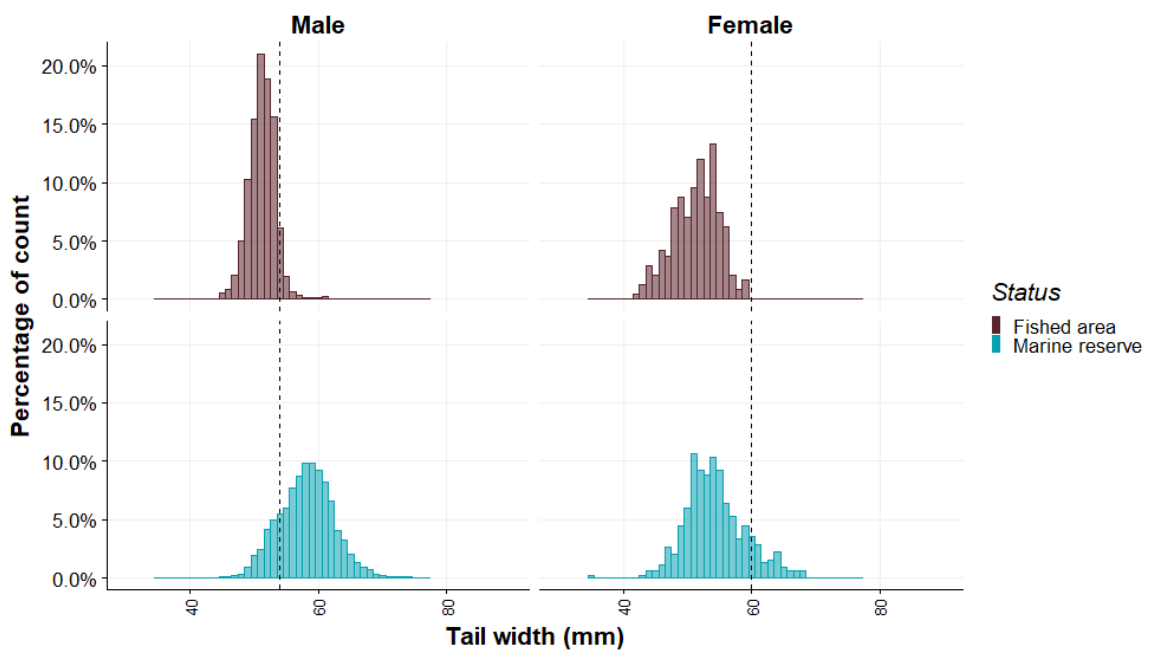 Male Female
20.0%
15.0%
10.0%
5.0%
0.0%
20.0%
15.0%
10.0%
5.0%
0.0%
Percentage of count
40 60 80 40 60 80
Tail width (mm)
Status
Fished area
Marine reserve